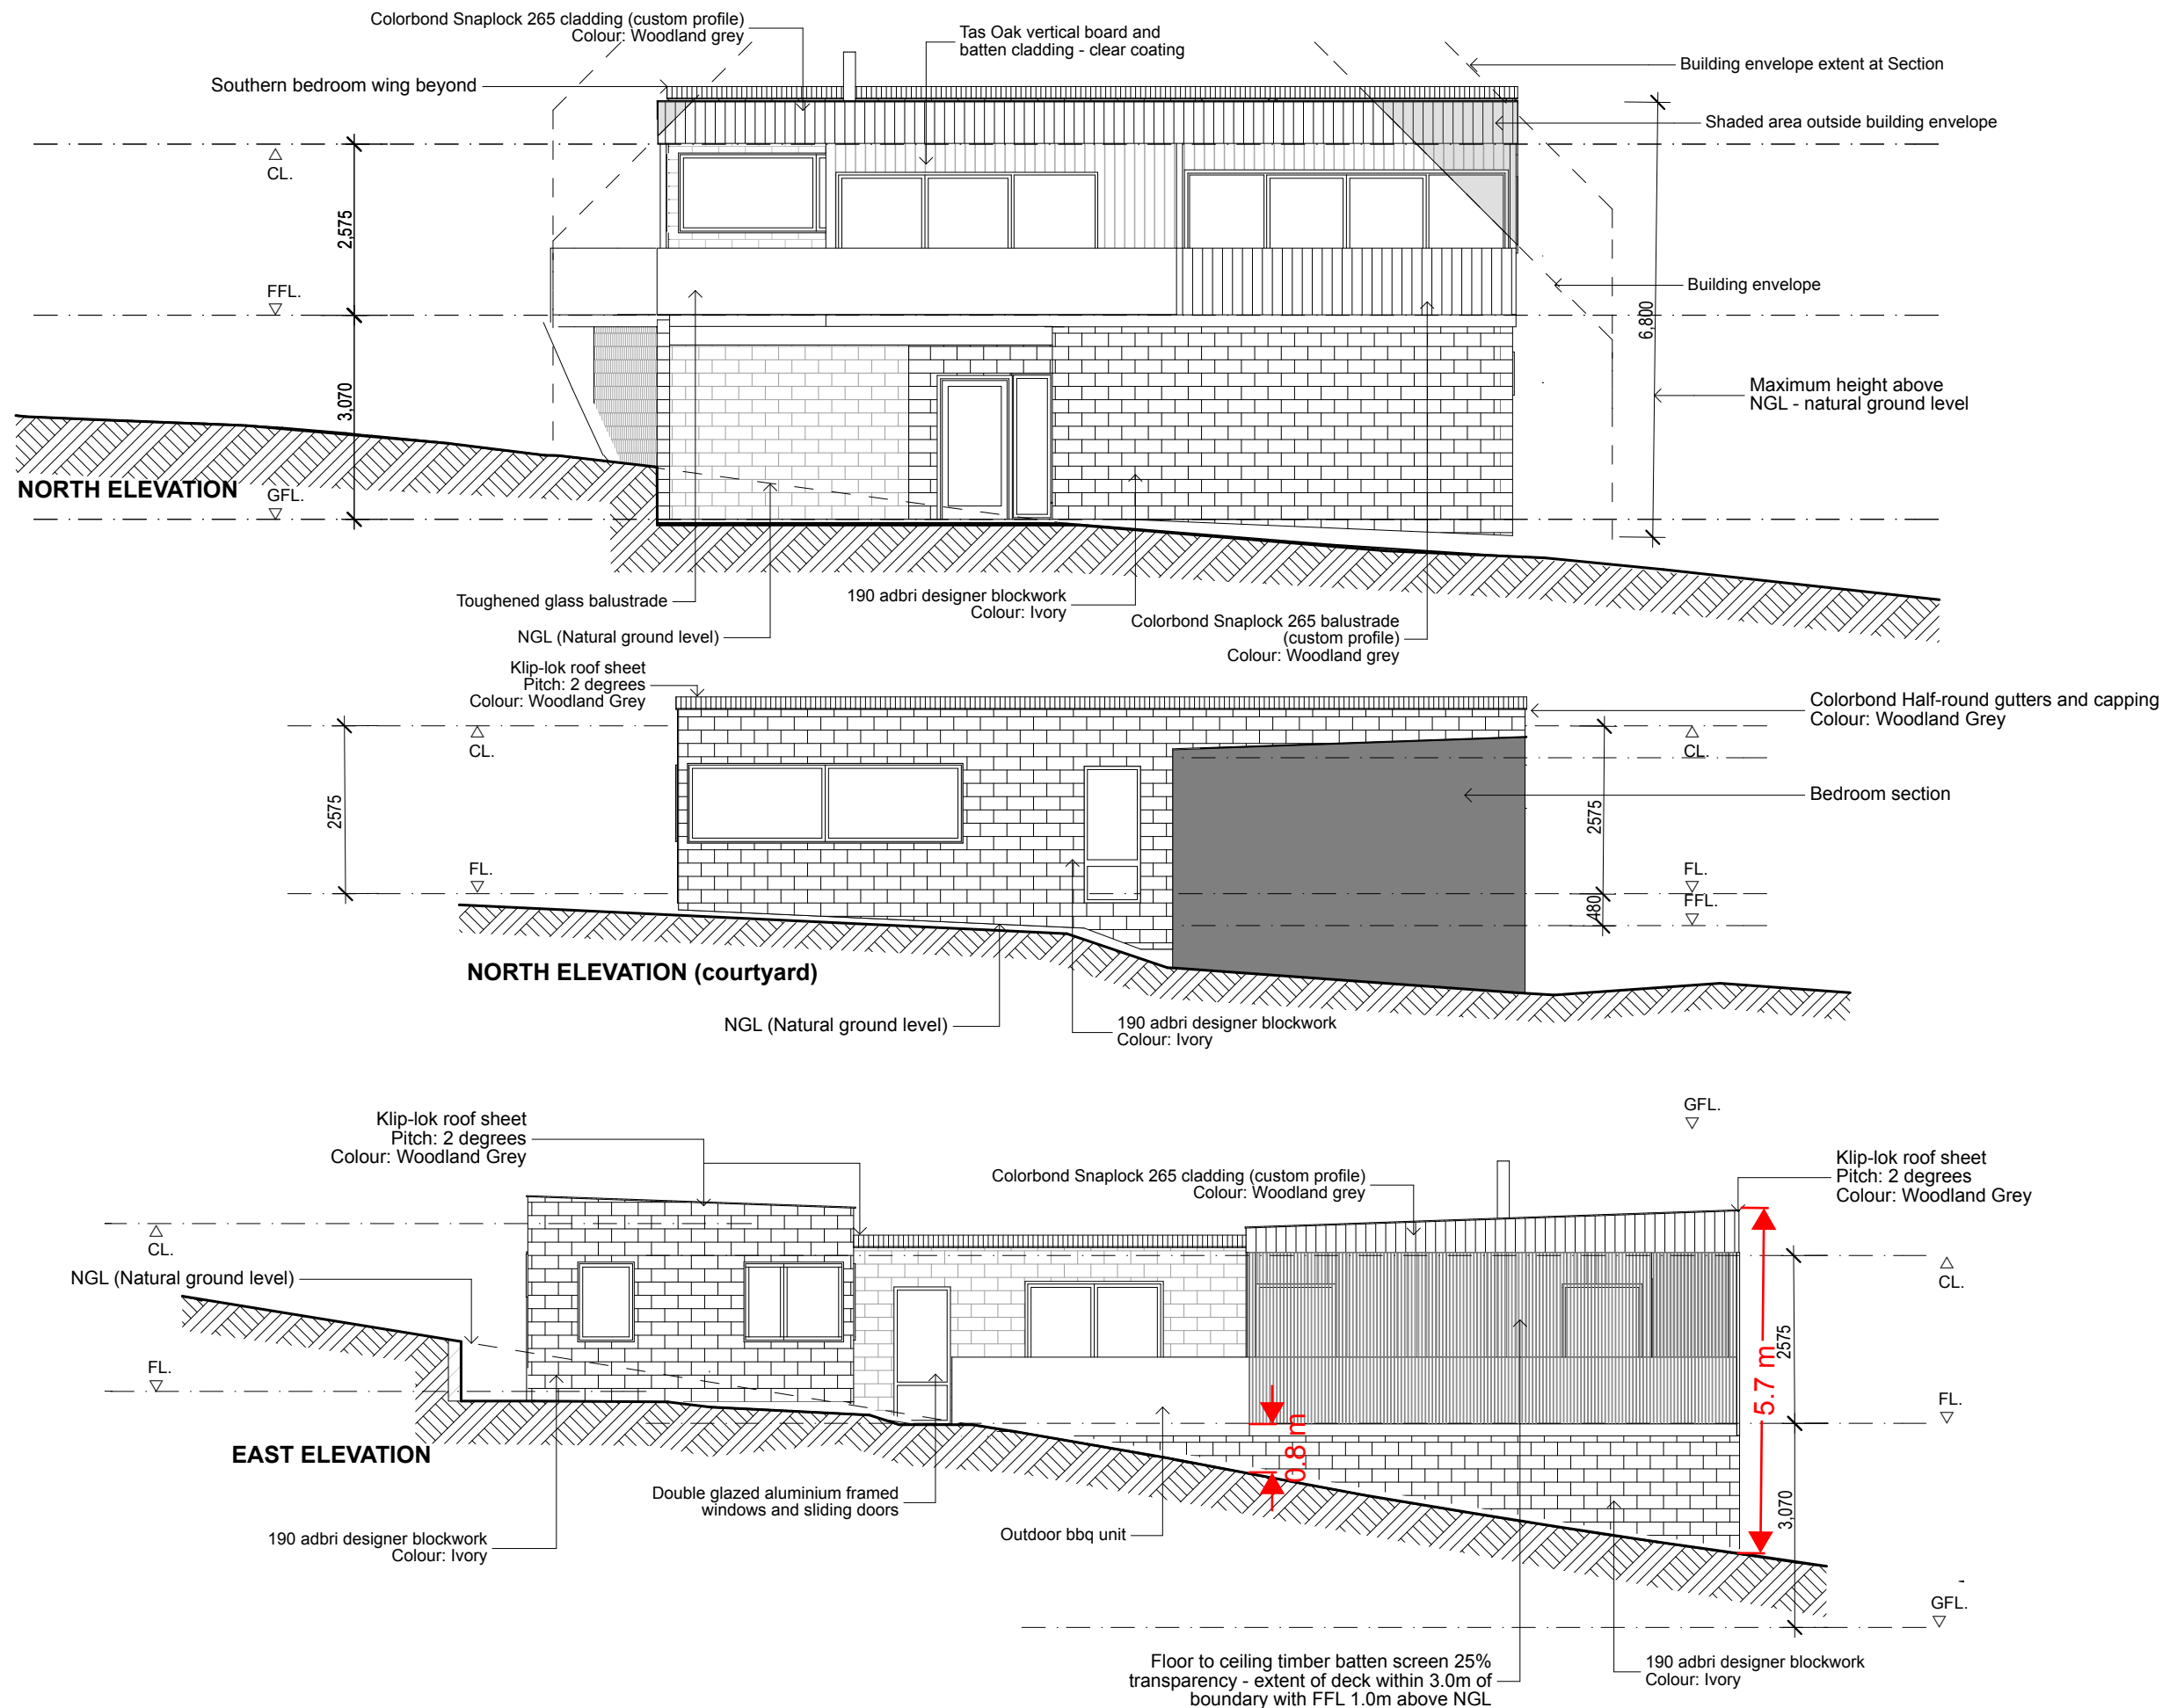 Colorbond Snaplock 265 cladding (custom profile)
Colour: Woodland grey
Tas Oak vertical board and
batten cladding - clear coating
Building envelope extent at Section
Southern bedroom wing beyond
Shaded area outside building envelope
CL.
2,575
FFL.
Building envelope
6,800
3,070
Maximum height above
NGL - natural ground level
NORTH ELEVATION
GFL.
Toughened glass balustrade
190 adbri designer blockwork
Colour: Ivory
NGL (Natural ground level)
Colorbond Snaplock 265 balustrade
(custom profile)
Colour: Woodland grey
Klip-lok roof sheet
Pitch: 2 degrees
Colour: Woodland Grey
Colorbond Half-round gutters and capping
Colour: Woodland Grey
CL.
CL.
2575
2575
Bedroom section
FL.
FL.
FFL.
480
NORTH ELEVATION (courtyard)
NGL (Natural ground level)
190 adbri designer blockwork
Colour: Ivory
GFL.
Klip-lok roof sheet
Pitch: 2 degrees
Colour: Woodland Grey
Colorbond Snaplock 265 cladding (custom profile)
Colour: Woodland grey
Klip-lok roof sheet
Pitch: 2 degrees
Colour: Woodland Grey
CL.
CL.
NGL (Natural ground level)
2575
5.7 m
FL.
FL.
0.8 m
EAST ELEVATION
Double glazed aluminium framed
windows and sliding doors
3,070
190 adbri designer blockwork
Colour: Ivory
Outdoor bbq unit
GFL.
Floor to ceiling timber batten screen 25%
transparency - extent of deck within 3.0m of
boundary with FFL 1.0m above NGL
190 adbri designer blockwork
Colour: Ivory